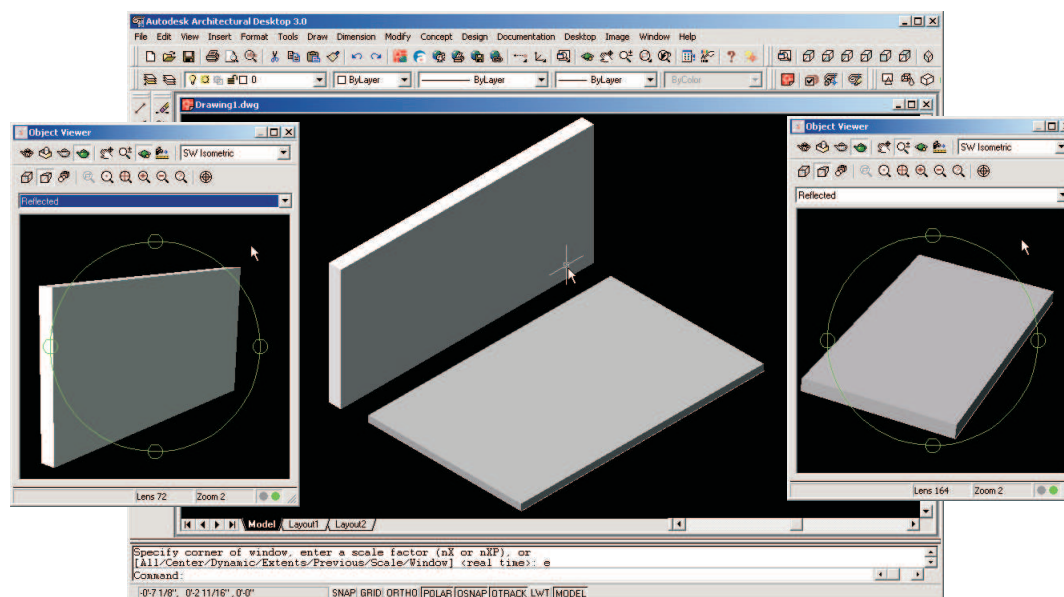 Autodesk Architectural Desktop 3.0
File Edit View Insert Format Tools Draw Dimension Modify Concept Design Documentation Desktop Image Window Help
0 ByLayer ByLayer ByLayer ByColor
Drawing1.dwg
Object Viewer
SW Isometric
Reflected
Lens 72 Zoom 2
Object Viewer
SW Isometric
Reflected
Lens 164 Zoom 2
Model Layout1 Layout2
Specify corner of window, enter a scale factor (nX or nXP), or
[All/Center/Dynamic/Extents/Previous/Scale/Window] <real time>: e
Command:
-0'-7 1/8", 0'-2 11/16", 0'-0" SNAP GRID ORTHO POLAR OSNAP OTRACK LWT MODEL